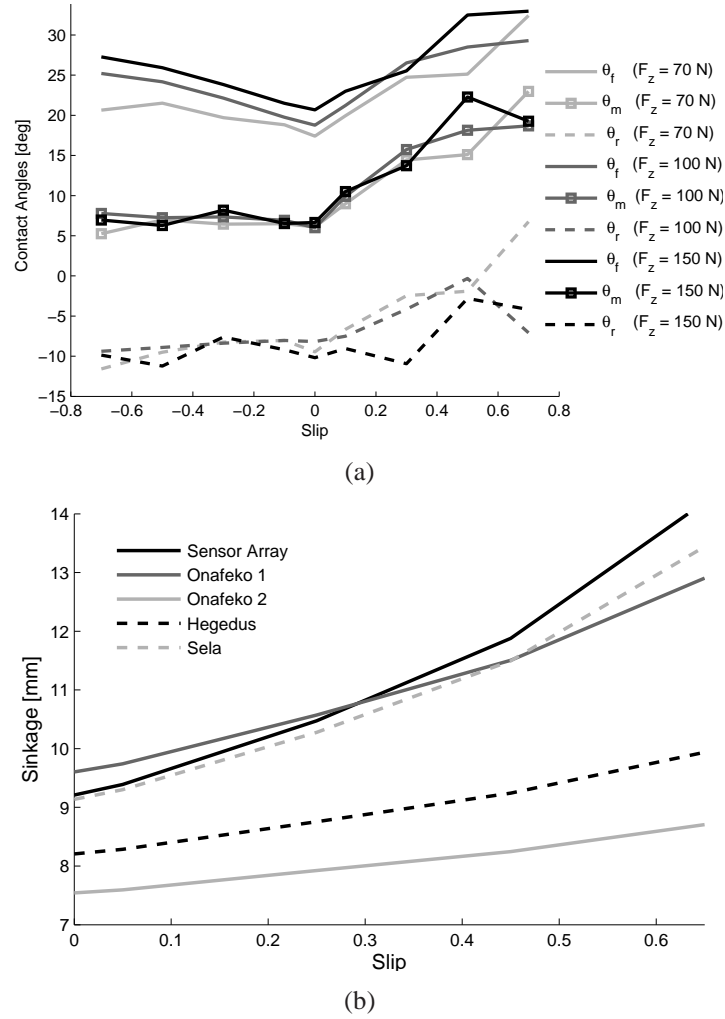 30
25
20
15
10
5
0
−5
−10
−15
Contact Angles [deg]
−0.8 −0.6 −0.4 −0.2 0 0.2 0.4 0.6 0.8
Slip
θf (Fz = 70 N)
θm (Fz = 70 N)
θr (Fz = 70 N)
θf (Fz = 100 N)
θm (Fz = 100 N)
θr (Fz = 100 N)
θf (Fz = 150 N)
θm (Fz = 150 N)
θr (Fz = 150 N)
(a)
14
13
12
11
10
9
8
7
Sinkage [mm]
Sensor Array
Onafeko 1
Onafeko 2
Hegedus
Sela
0 0.1 0.2 0.3 0.4 0.5 0.6
Slip
(b)